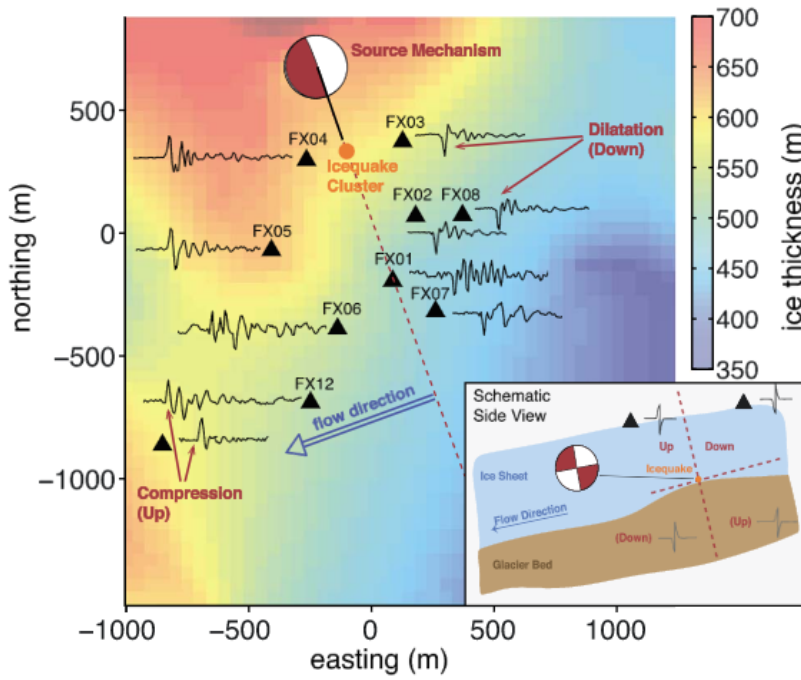 Source Mechanism
700
650
600
550
500
450
400
350
ice thickness (m)
500
0
−500
−1000
northing (m)
FX03
FX04
Icequake
Cluster
Dilatation
(Down)
FX02
FX08
FX05
FX01
FX07
FX06
FX12
flow direction
Compression
(Up)
−1000
−500
0
500
1000
easting (m)
Schematic
Side View
Up
Down
Icequake
Ice Sheet
Flow Direction
(Down)
(Up)
Glacier Bed